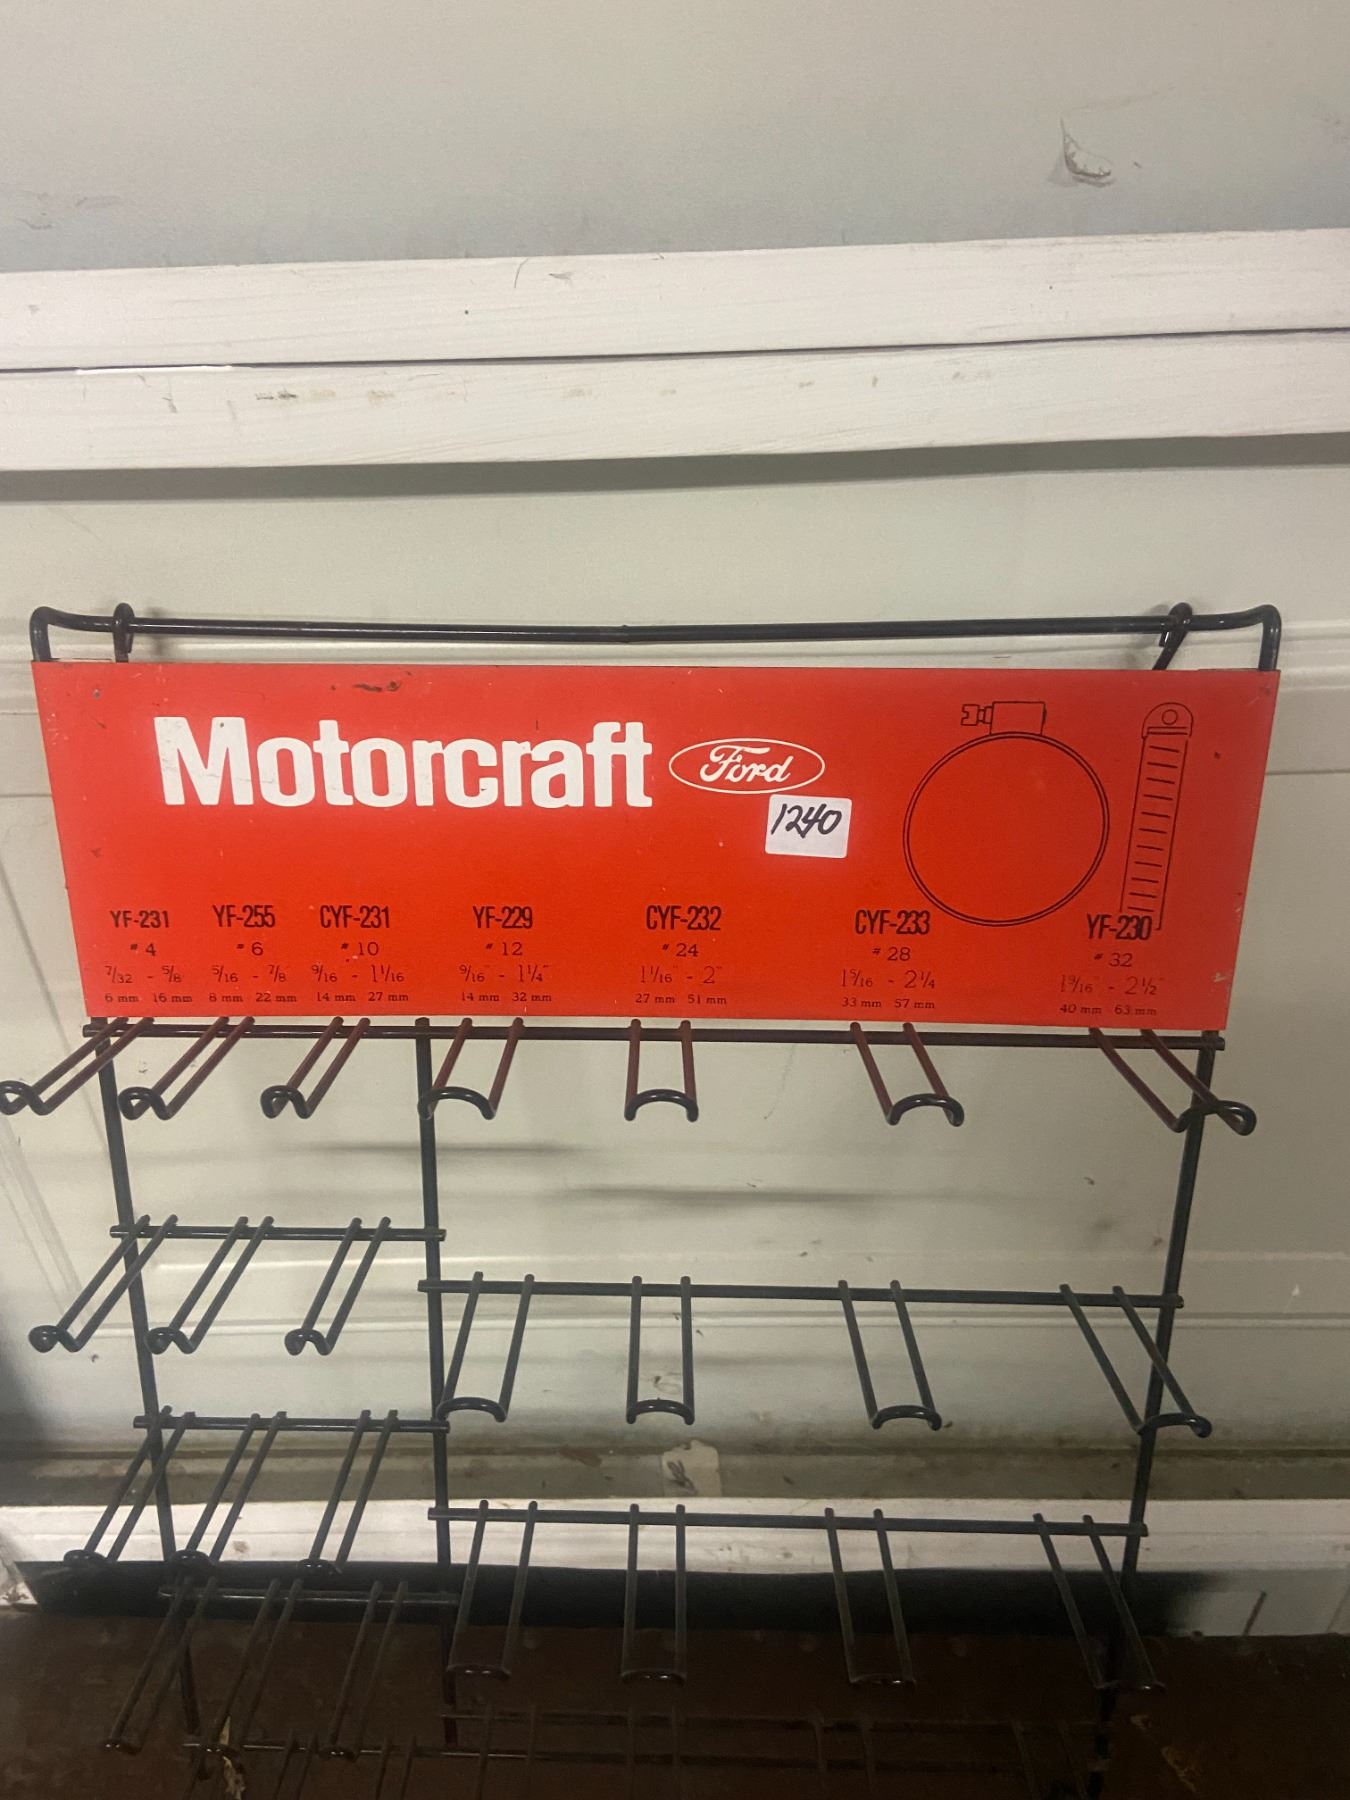 Motorcraft Ford
1240
YF-231 YF-255 CYF-231 YF-229 CYF-232 CYF-233 YF-230
# 4 # 6 # 10 # 12 # 24 # 28 # 32
7/32 - 5/8" 5/16 - 7/8" 9/16" - 1 1/16 9/16" - 1 1/4" 1 1/16" - 2" 1 5/16 - 2 1/4 1 9/16" - 2 1/2"
6 mm 16 mm 8 mm 22 mm 14 mm 27 mm 14 mm 32 mm 27 mm 51 mm 33 mm 57 mm 40 mm 63 mm